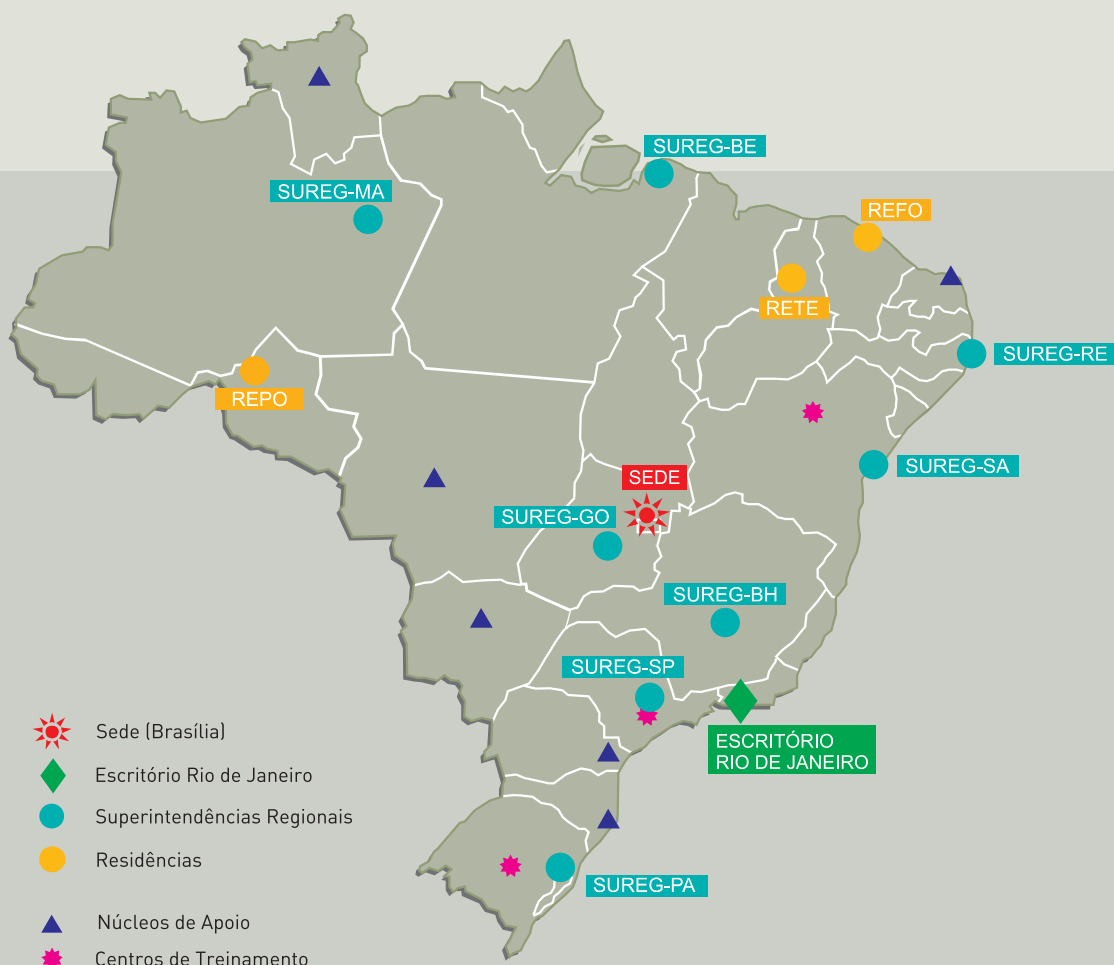 SUREG-BE
SUREG-MA
REFO
RETE
SUREG-RE
REPO
SUREG-SA
SEDE
SUREG-GO
SUREG-BH
SUREG-SP
ESCRITÓRIO
RIO DE JANEIRO
SUREG-PA
Sede (Brasília)
Escritório Rio de Janeiro
Superintendências Regionais
Residências
Núcleos de Apoio
Centros de Treinamento